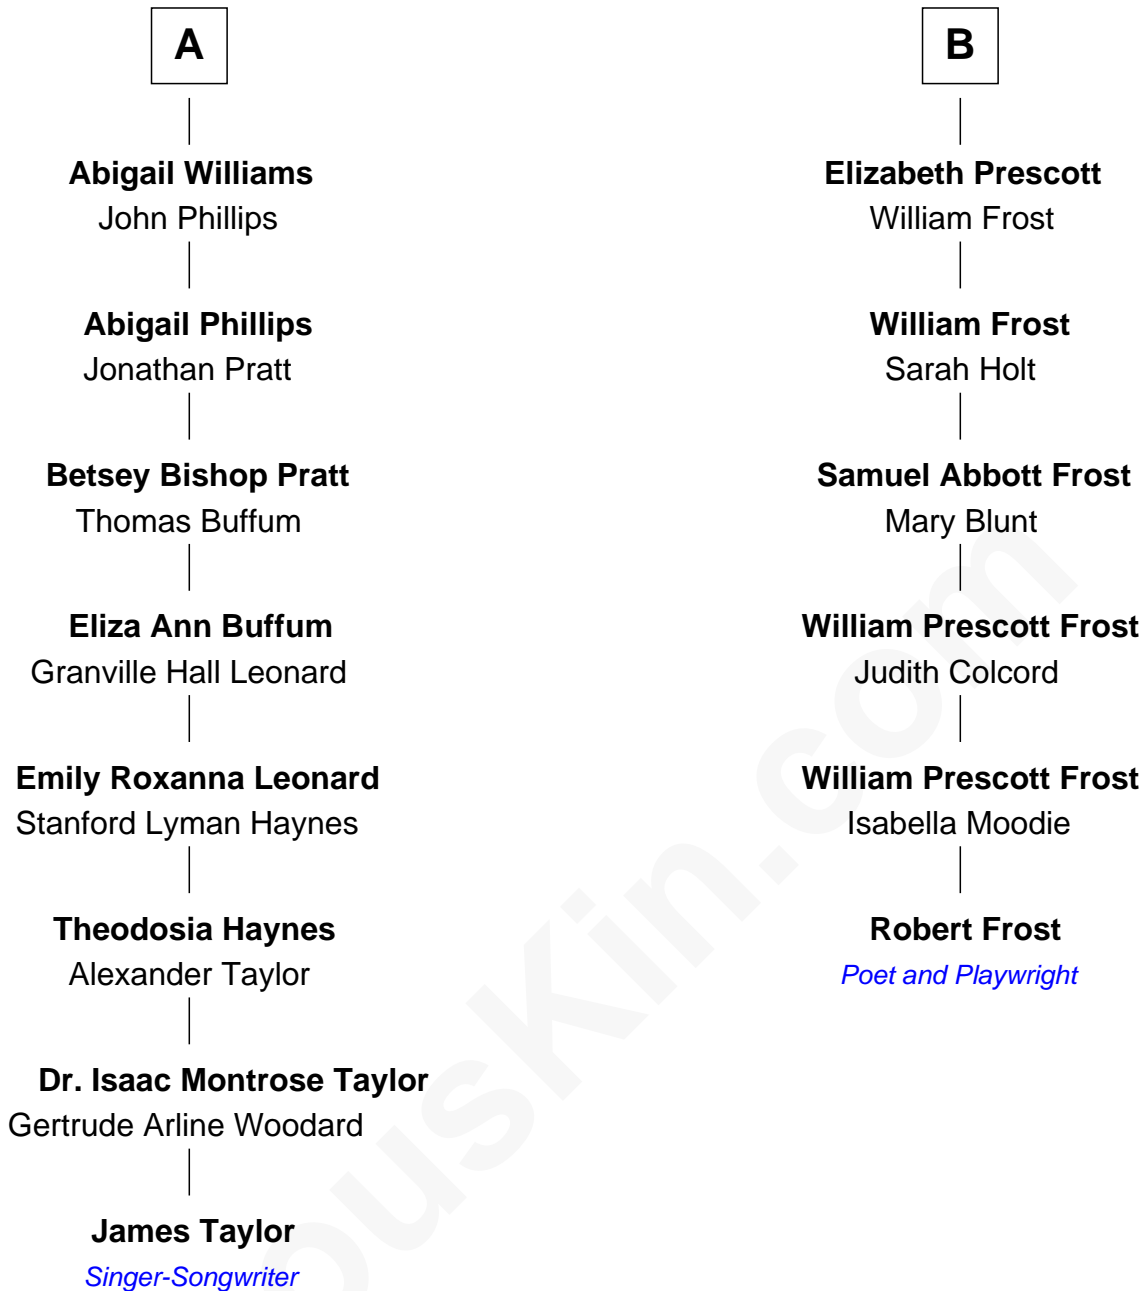 A
Abigail Williams
John Phillips
Abigail Phillips
Jonathan Pratt
Betsey Bishop Pratt
Thomas Buffum
Eliza Ann Buffum
Granville Hall Leonard
Emily Roxanna Leonard
Stanford Lyman Haynes
Theodosia Haynes
Alexander Taylor
Dr. Isaac Montrose Taylor
Gertrude Arline Woodard
James Taylor
Singer-Songwriter
B
Elizabeth Prescott
William Frost
William Frost
Sarah Holt
Samuel Abbott Frost
Mary Blunt
William Prescott Frost
Judith Colcord
William Prescott Frost
Isabella Moodie
Robert Frost
Poet and Playwright
ousKin.com